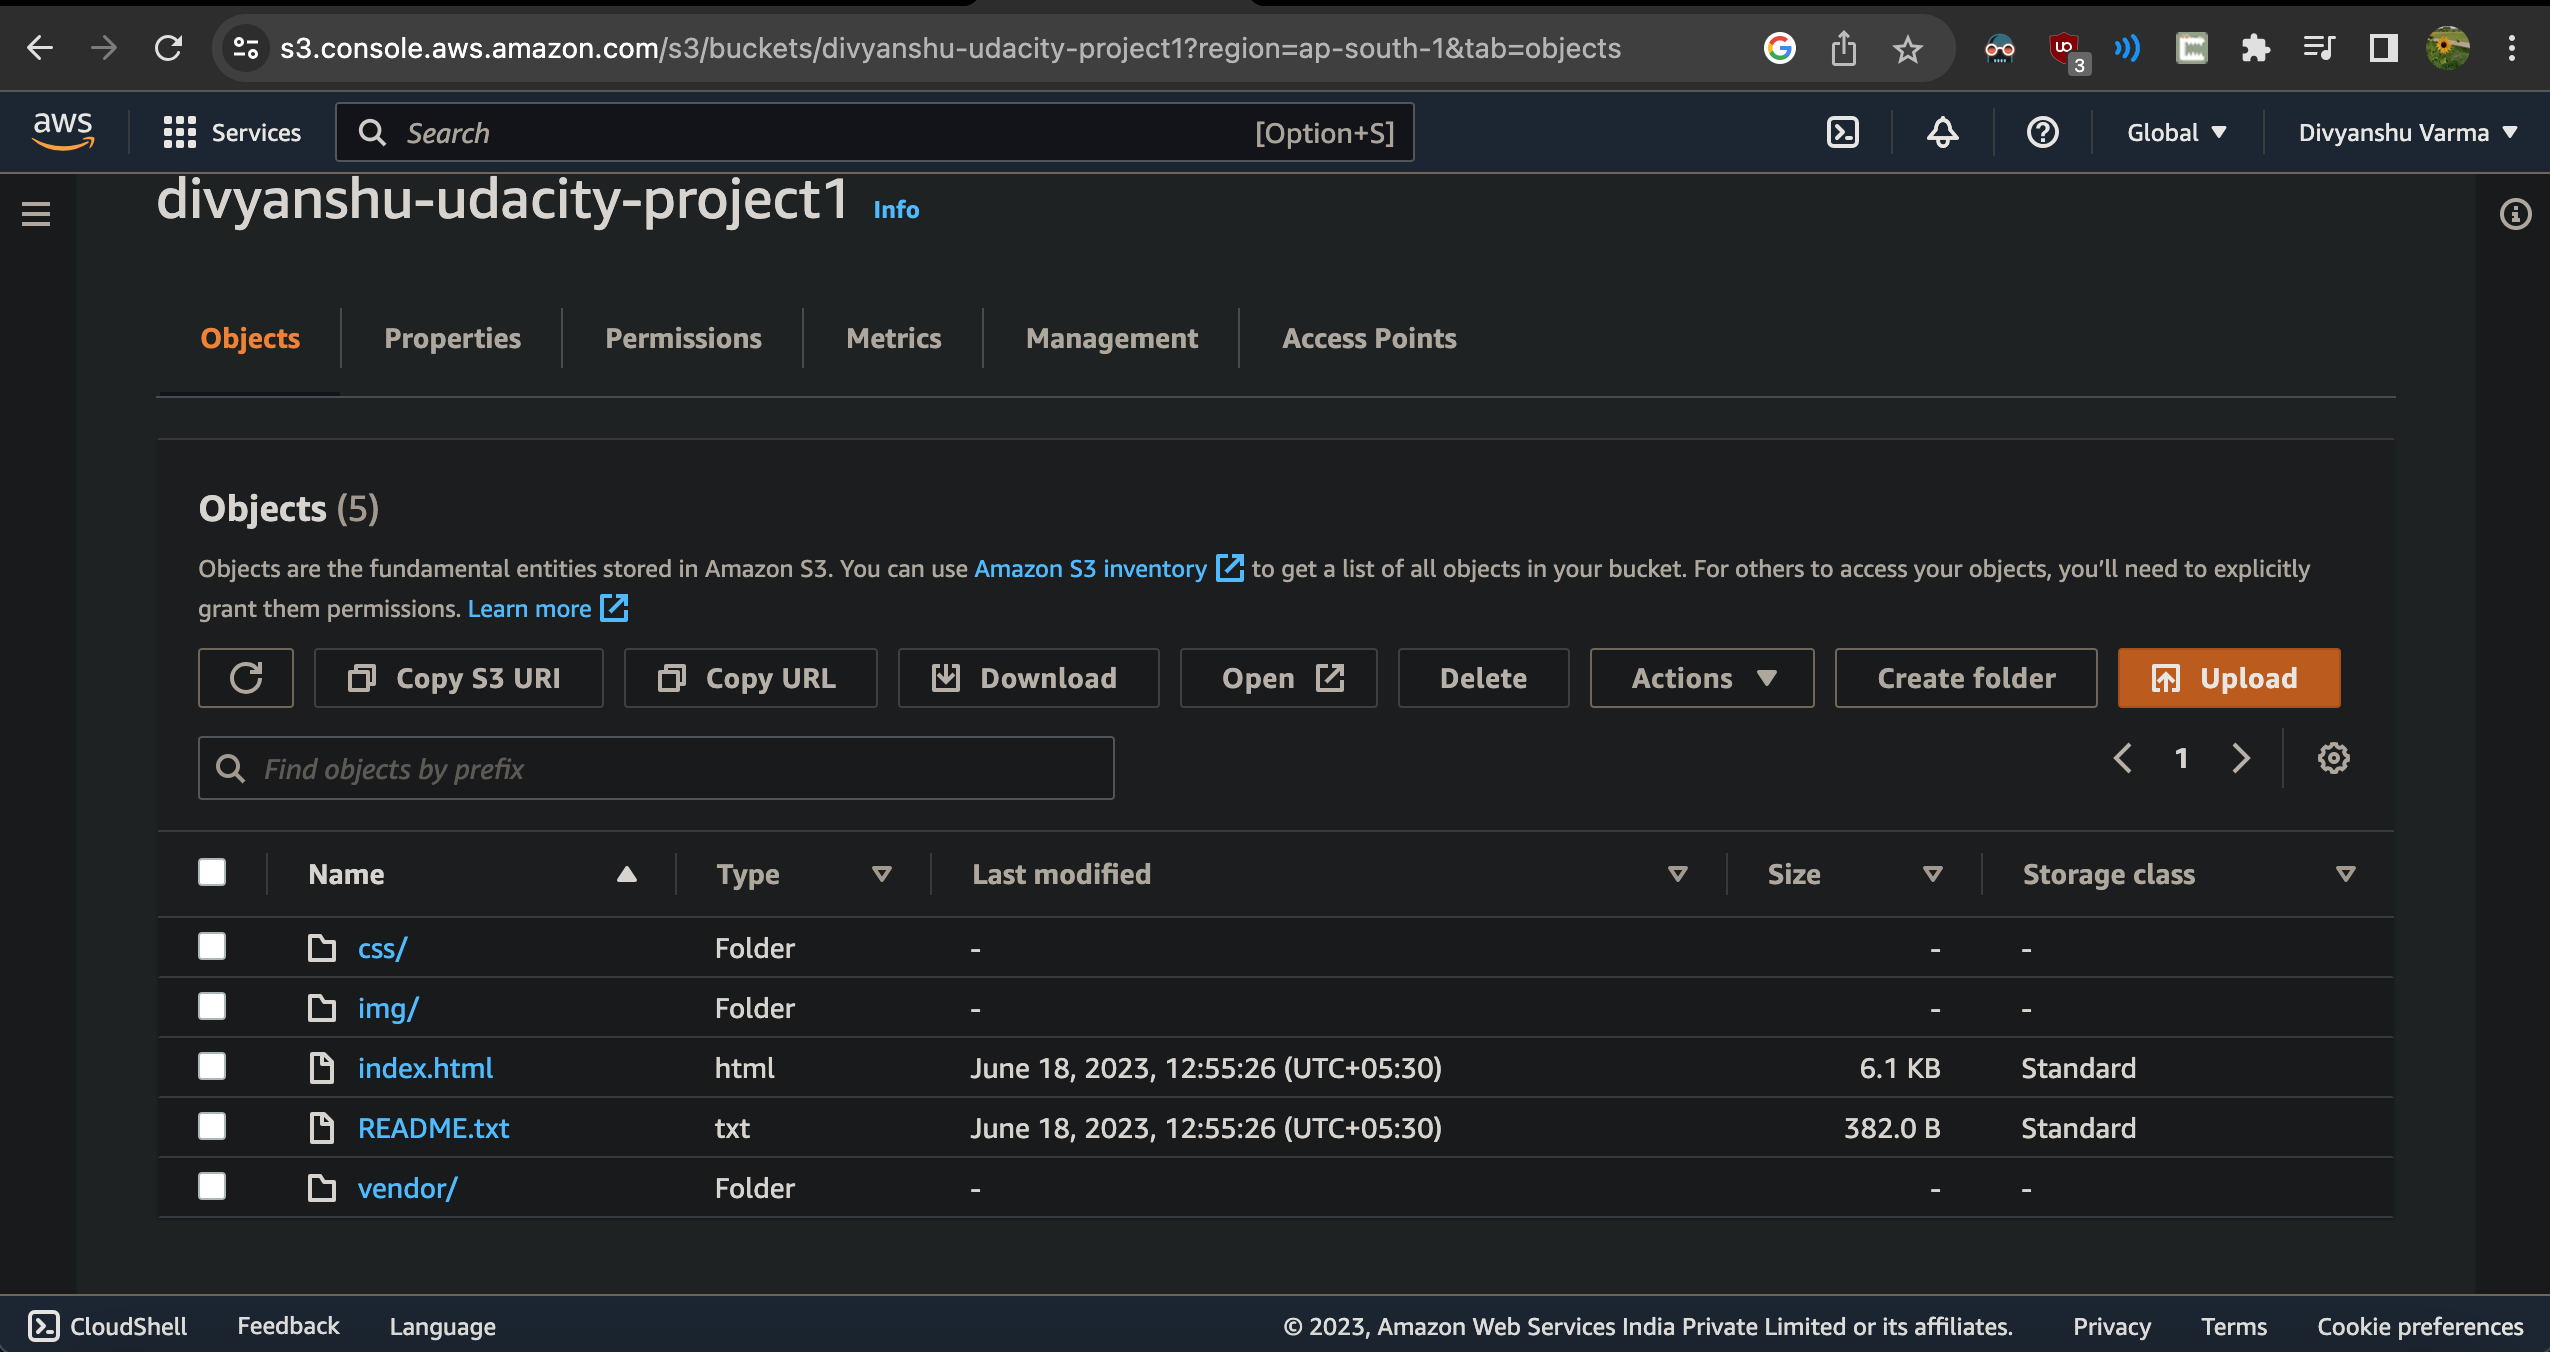 s3.console.aws.amazon.com/s3/buckets/divyanshu-udacity-project1?region=ap-south-1&tab=objects
3
aws
Services
Search
[Option+S]
Global
Divyanshu Varma
divyanshu-udacity-project1 Info
Objects
Properties
Permissions
Metrics
Management
Access Points
Objects (5)
Objects are the fundamental entities stored in Amazon S3. You can use Amazon S3 inventory to get a list of all objects in your bucket. For others to access your objects, you’ll need to explicitly
grant them permissions. Learn more
Copy S3 URI
Copy URL
Download
Open
Delete
Actions
Create folder
Upload
Find objects by prefix
1
Name Type Last modified Size Storage class
css/ Folder - - -
img/ Folder - - -
index.html html June 18, 2023, 12:55:26 (UTC+05:30) 6.1 KB Standard
README.txt txt June 18, 2023, 12:55:26 (UTC+05:30) 382.0 B Standard
vendor/ Folder - - -
CloudShell Feedback Language © 2023, Amazon Web Services India Private Limited or its affiliates. Privacy Terms Cookie preferences